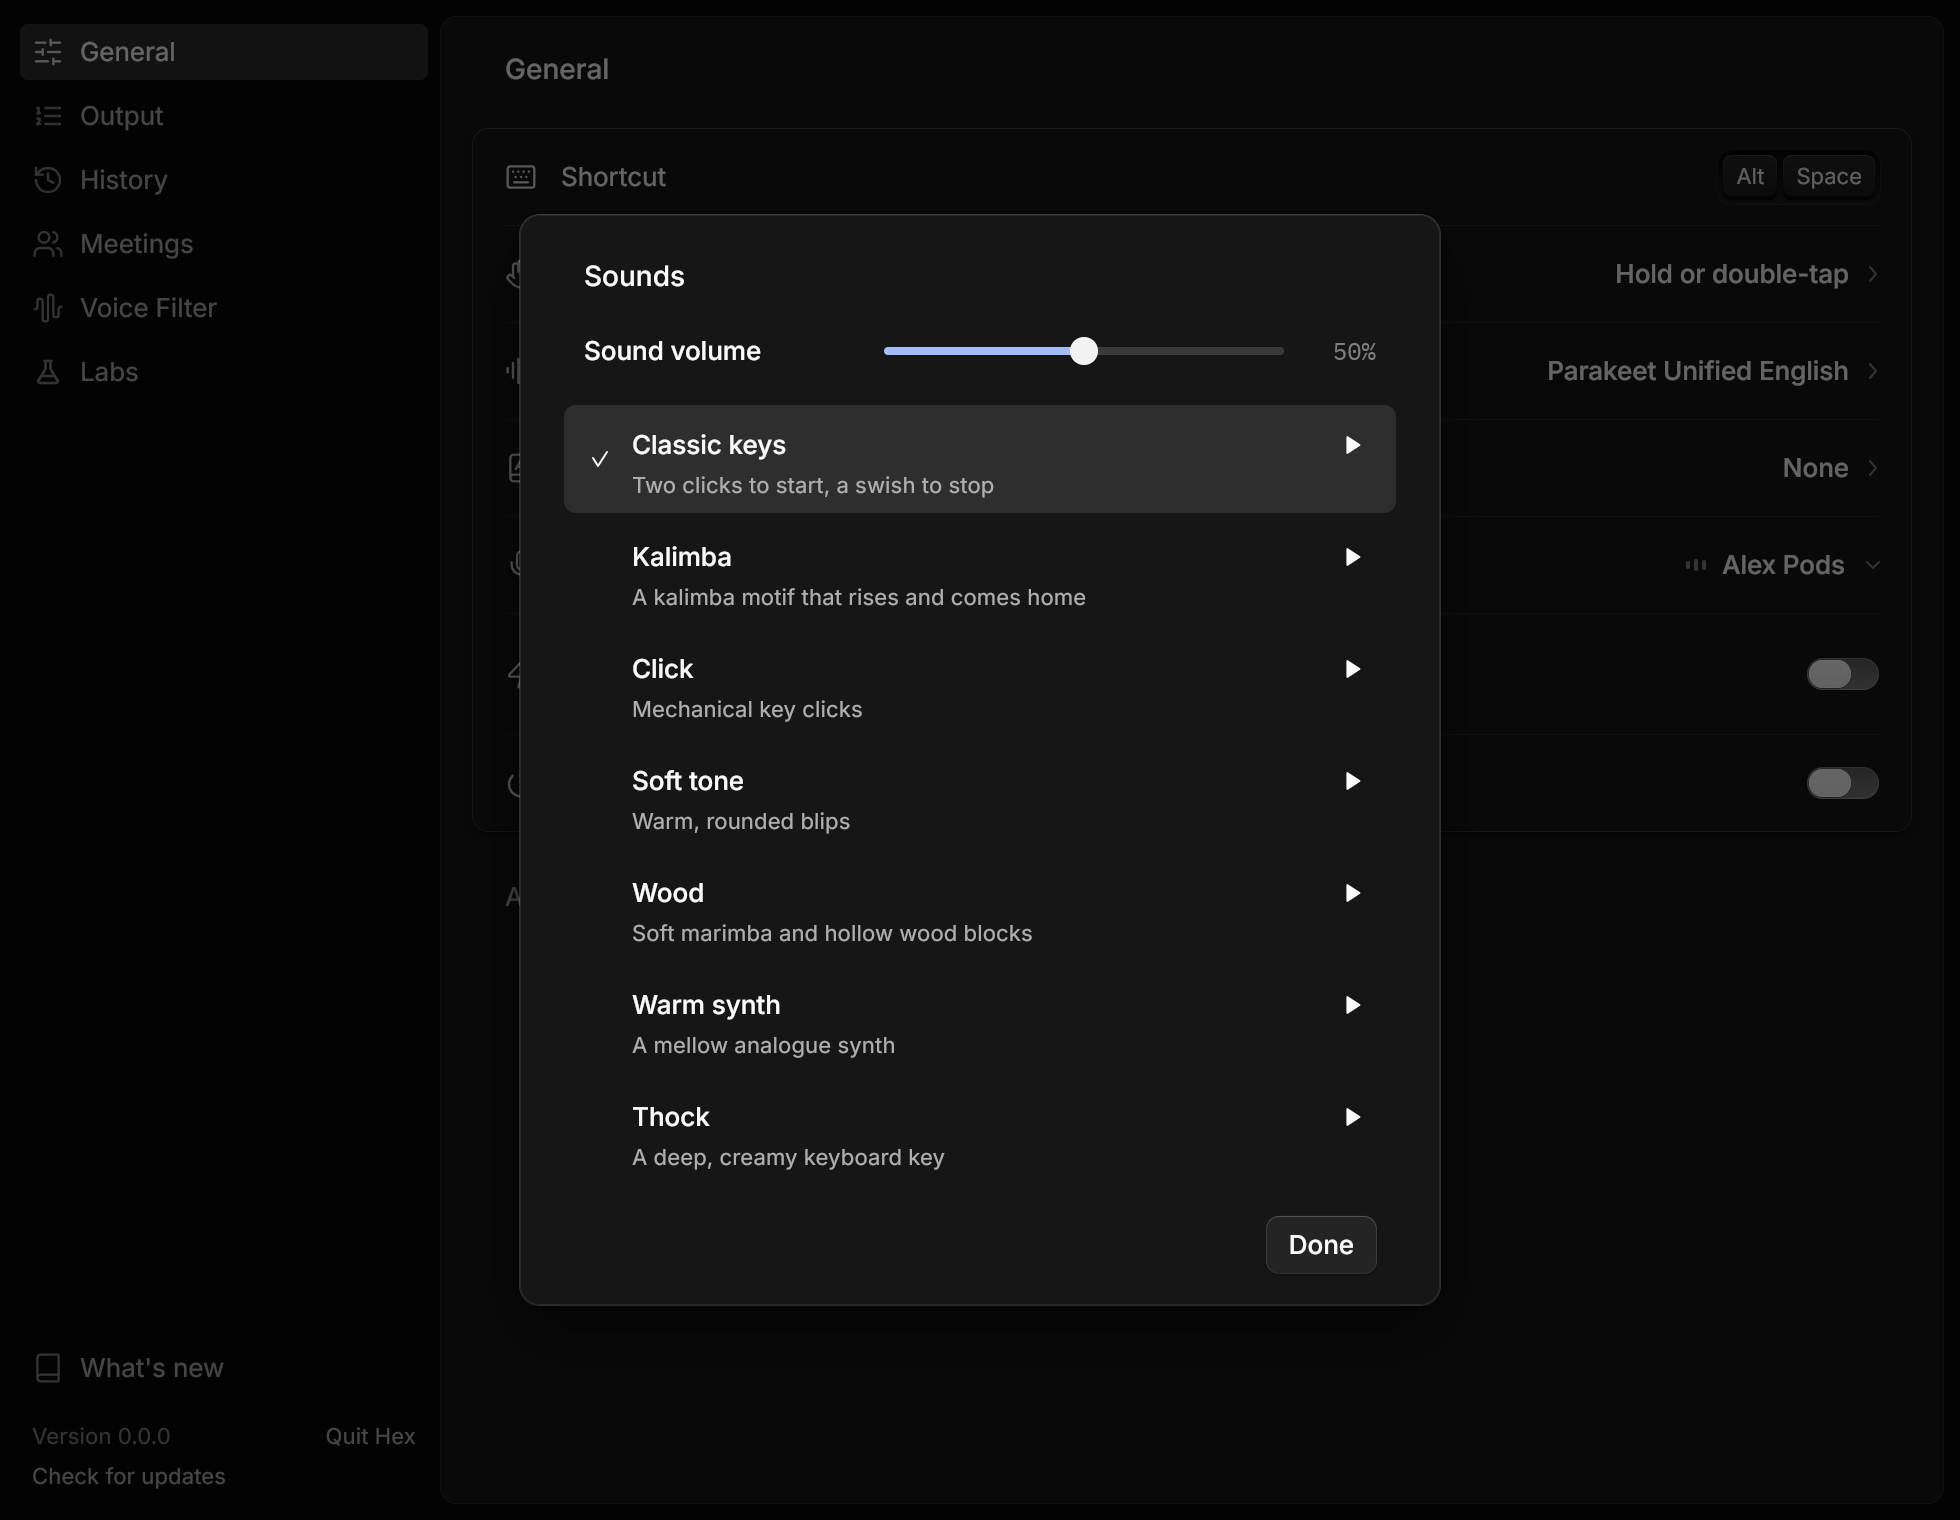 General
Output
History
Meetings
Voice Filter
Labs
What's new
Version 0.0.0
Quit Hex
Check for updates
General
Shortcut
Alt
Space
Hold or double-tap
Parakeet Unified English
None
Alex Pods
Sounds
Sound volume
50%
Classic keys
Two clicks to start, a swish to stop
Kalimba
A kalimba motif that rises and comes home
Click
Mechanical key clicks
Soft tone
Warm, rounded blips
Wood
Soft marimba and hollow wood blocks
Warm synth
A mellow analogue synth
Thock
A deep, creamy keyboard key
Done